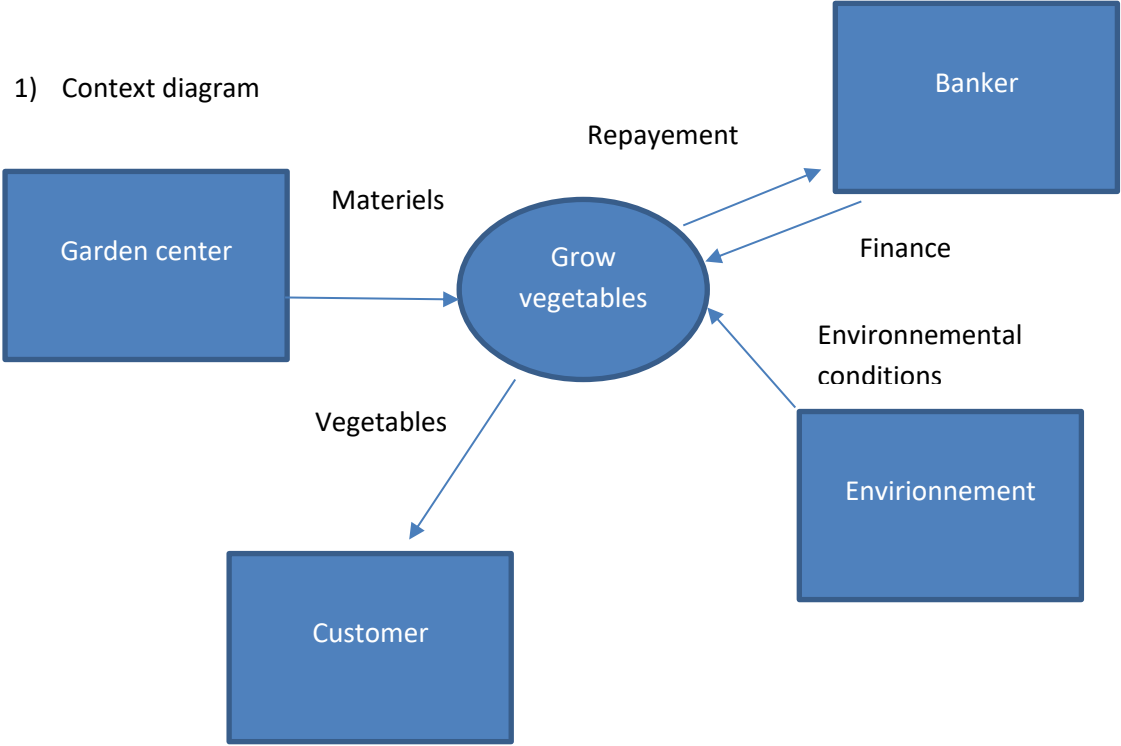 1) Context diagram
Banker
Repayement
Materiels
Garden center
Grow
vegetables
Finance
Environnemental
conditions
Vegetables
Envirionnement
Customer